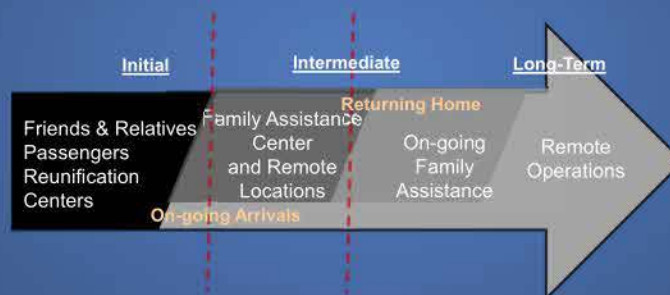 Initial
Intermediate
Long-Term
Friends & Relatives
Passengers
Reunification
Centers
Family Assistance
Center
and Remote
Locations
Returning Home
On-going
Family
Assistance
Remote
Operations
On-going Arrivals